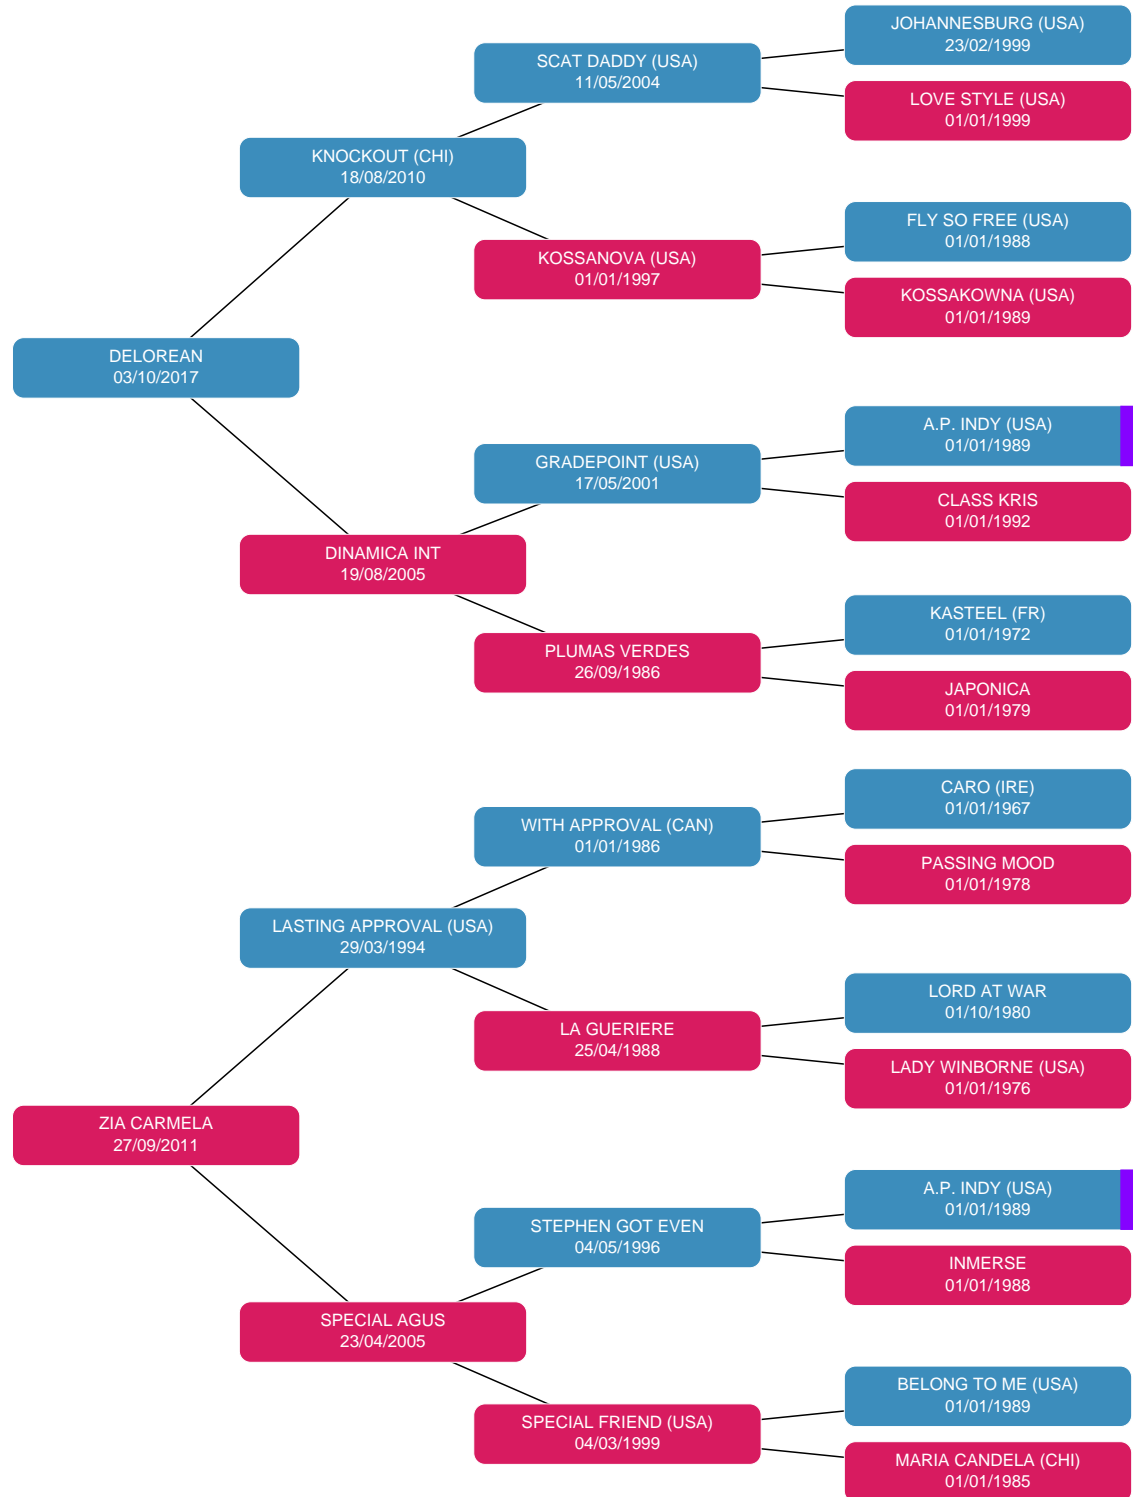 JOHANNESBURG (USA)
23/02/1999
SCAT DADDY (USA)
11/05/2004
LOVE STYLE (USA)
01/01/1999
KNOCKOUT (CHI)
18/08/2010
FLY SO FREE (USA)
01/01/1988
KOSSANOVA (USA)
01/01/1997
KOSSAKOWNA (USA)
01/01/1989
DELOREAN
03/10/2017
A.P. INDY (USA)
01/01/1989
GRADEPOINT (USA)
17/05/2001
CLASS KRIS
01/01/1992
DINAMICA INT
19/08/2005
KASTEEL (FR)
01/01/1972
PLUMAS VERDES
26/09/1986
JAPONICA
01/01/1979
CARO (IRE)
01/01/1967
WITH APPROVAL (CAN)
01/01/1986
PASSING MOOD
01/01/1978
LASTING APPROVAL (USA)
29/03/1994
LORD AT WAR
01/10/1980
LA GUERIERE
25/04/1988
LADY WINBORNE (USA)
01/01/1976
ZIA CARMELA
27/09/2011
A.P. INDY (USA)
01/01/1989
STEPHEN GOT EVEN
04/05/1996
INMERSE
01/01/1988
SPECIAL AGUS
23/04/2005
BELONG TO ME (USA)
01/01/1989
SPECIAL FRIEND (USA)
04/03/1999
MARIA CANDELA (CHI)
01/01/1985